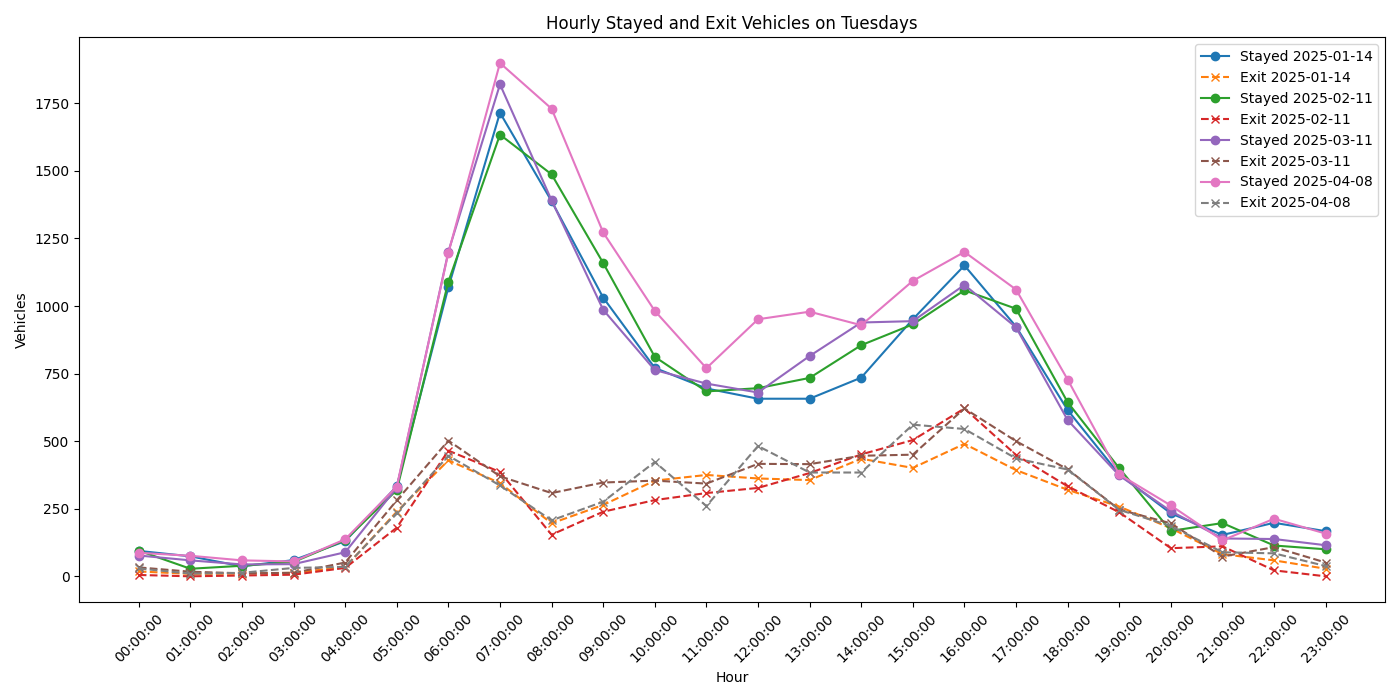 Hourly Stayed and Exit Vehicles on Tuesdays
Stayed 2025-01-14
Exit 2025-01-14
Stayed 2025-02-11
Exit 2025-02-11
Stayed 2025-03-11
Exit 2025-03-11
Stayed 2025-04-08
Exit 2025-04-08
Vehicles
1750
1500
1250
1000
750
500
250
0
00:00:00
01:00:00
02:00:00
03:00:00
04:00:00
05:00:00
06:00:00
07:00:00
08:00:00
09:00:00
10:00:00
11:00:00
12:00:00
13:00:00
14:00:00
15:00:00
16:00:00
17:00:00
18:00:00
19:00:00
20:00:00
21:00:00
22:00:00
23:00:00
Hour